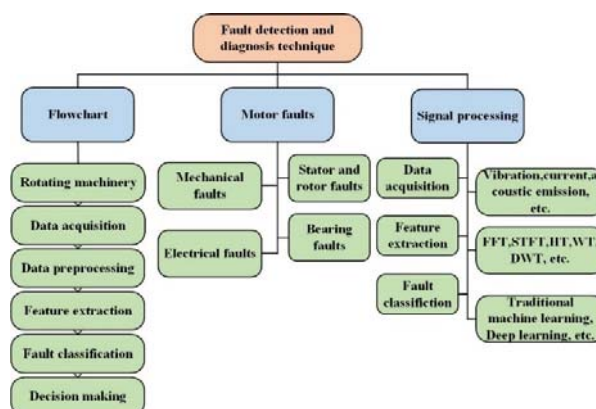 Fault detection and
diagnosis technique
Flowchart
Motor faults
Signal processing
Rotating machinery
Data acquisition
Data preprocessing
Feature extraction
Fault classification
Decision making
Mechanical
faults
Stator and
rotor faults
Electrical faults
Bearing
faults
Data
acquisition
Vibration,current,a
coustic emission,
etc.
Feature
extraction
FFT,STFT,HT,WT,
DWT, etc.
Fault
classifiction
Traditional
machine learning,
Deep learning, etc.